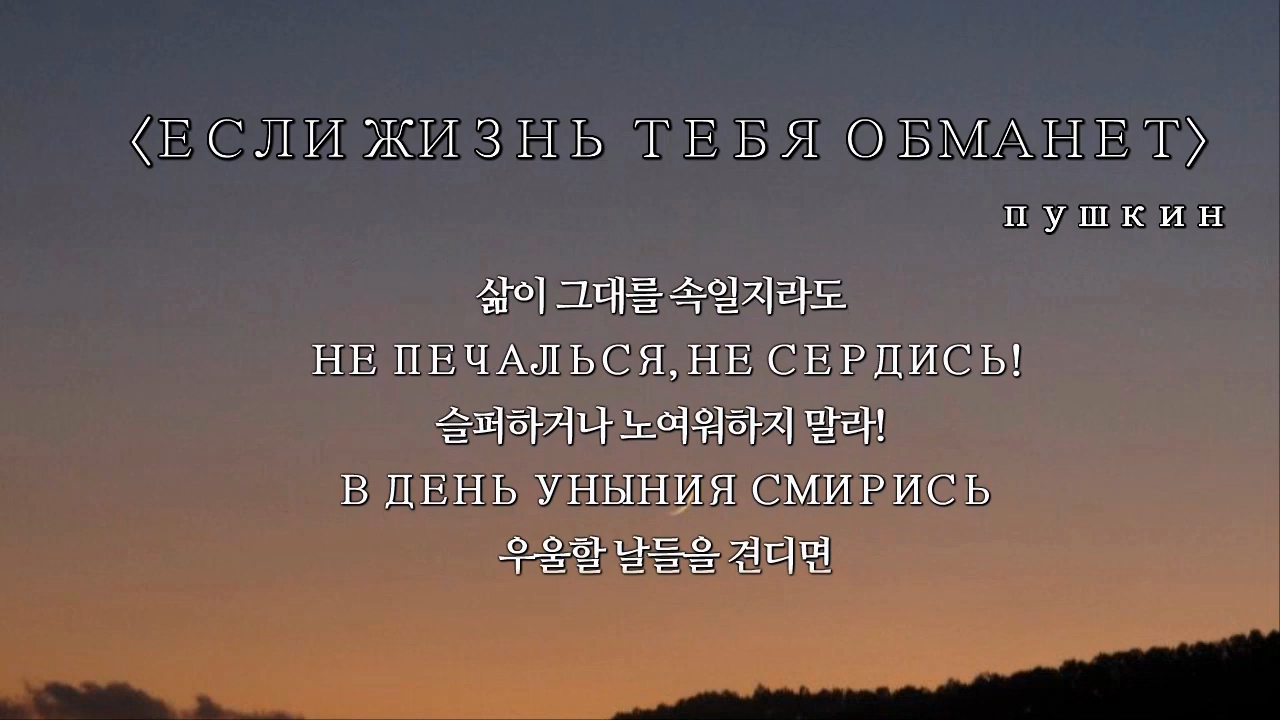 〈ЕСЛИ ЖИЗНЬ ТЕБЯ ОБМАНЕТ〉
пушкин
삶이 그대를 속일지라도
НЕ ПЕЧАЛЬСЯ, НЕ СЕРДИСЬ!
슬퍼하거나 노여워하지 말라!
В ДЕНЬ УНЫНИЯ СМИРИСЬ
우울할 날들을 견디면